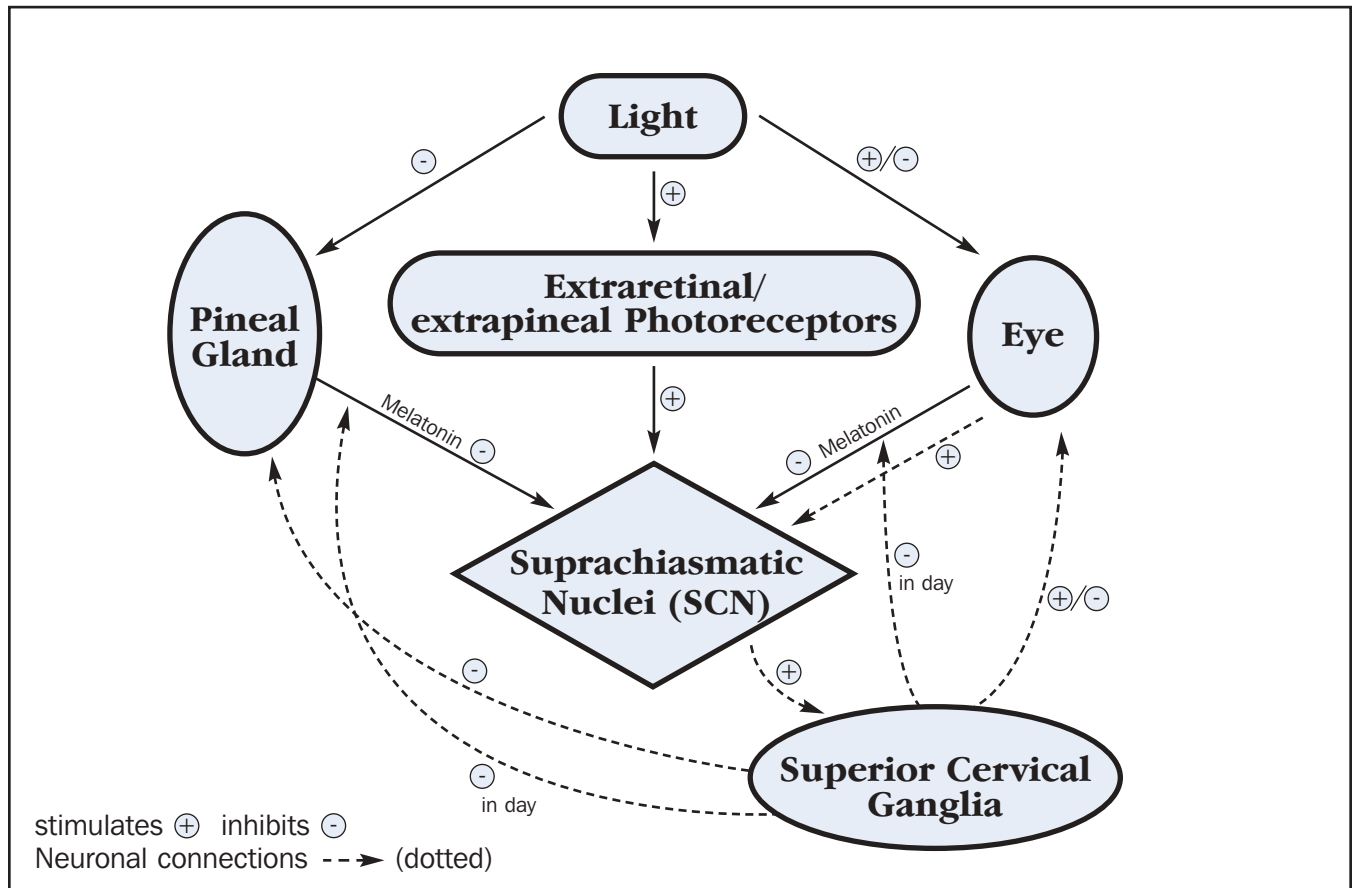 Light
⊖
⊕
⊕/⊖
Pineal
Gland
Extraretinal/
extrapineal Photoreceptors
Eye
Melatonin ⊖
⊕
⊖ Melatonin
⊕
Suprachiasmatic
Nuclei (SCN)
⊖
in day
⊕/⊖
⊖
⊕
⊖
in day
Superior Cervical
Ganglia
stimulates ⊕ inhibits ⊖
Neuronal connections (dotted)